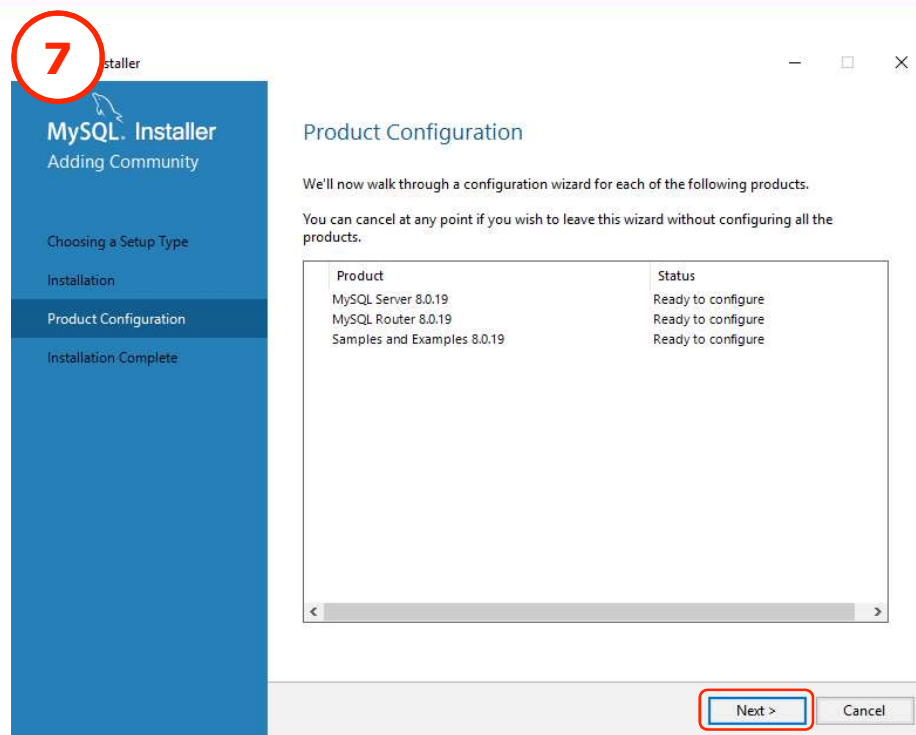 7
staller
MySQL. Installer
Adding Community
Choosing a Setup Type
Installation
Product Configuration
Installation Complete
Product Configuration
We'll now walk through a configuration wizard for each of the following products.
You can cancel at any point if you wish to leave this wizard without configuring all the
products.
Product Status
MySQL Server 8.0.19 Ready to configure
MySQL Router 8.0.19 Ready to configure
Samples and Examples 8.0.19 Ready to configure
Next > Cancel